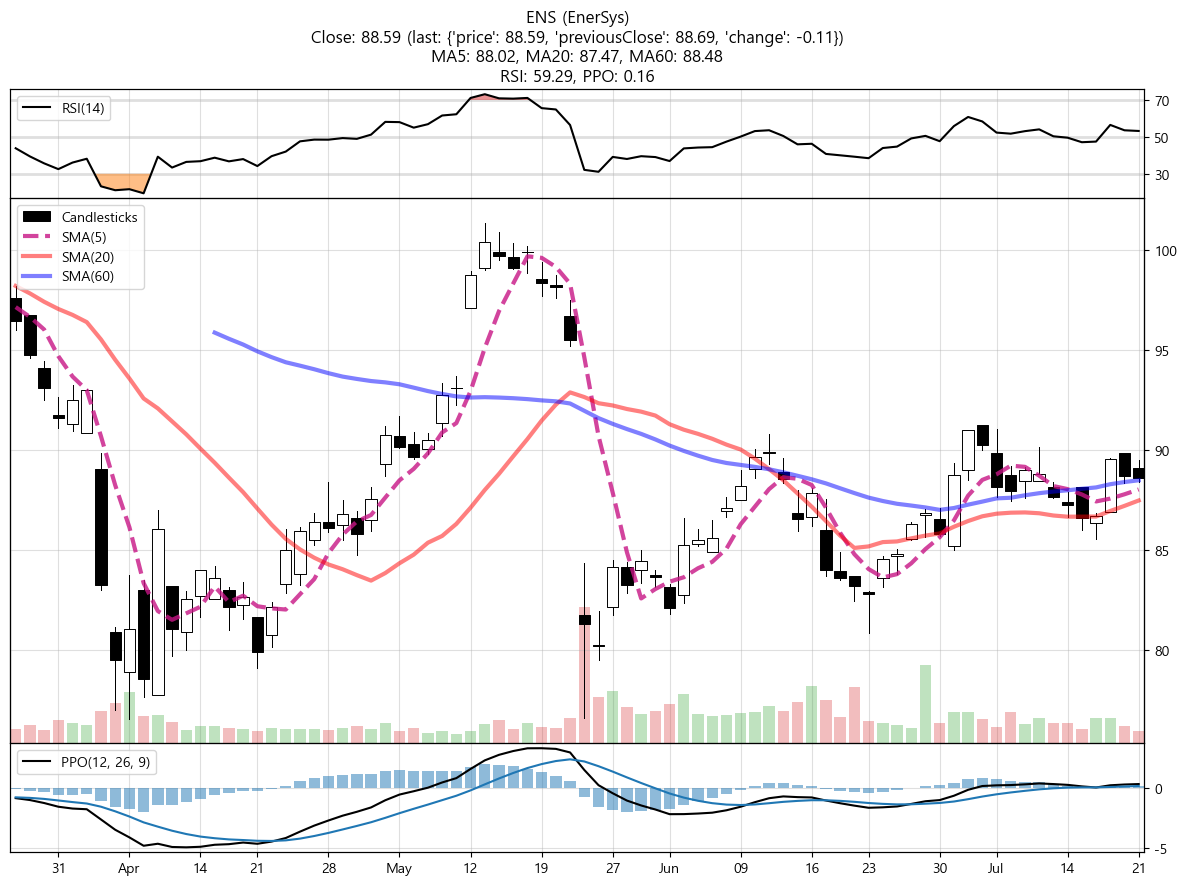 ENS (EnerSys)
Close: 88.59 (last: {'price': 88.59, 'previousClose': 88.69, 'change': -0.11})
MA5: 88.02, MA20: 87.47, MA60: 88.48
RSI: 59.29, PPO: 0.16
RSI(14)
70
50
30
Candlesticks
SMA(5)
SMA(20)
SMA(60)
100
95
90
85
80
PPO(12, 26, 9)
0
-5
31 Apr 14 21 28 May 12 19 27 Jun 09 16 23 30 Jul 14 21